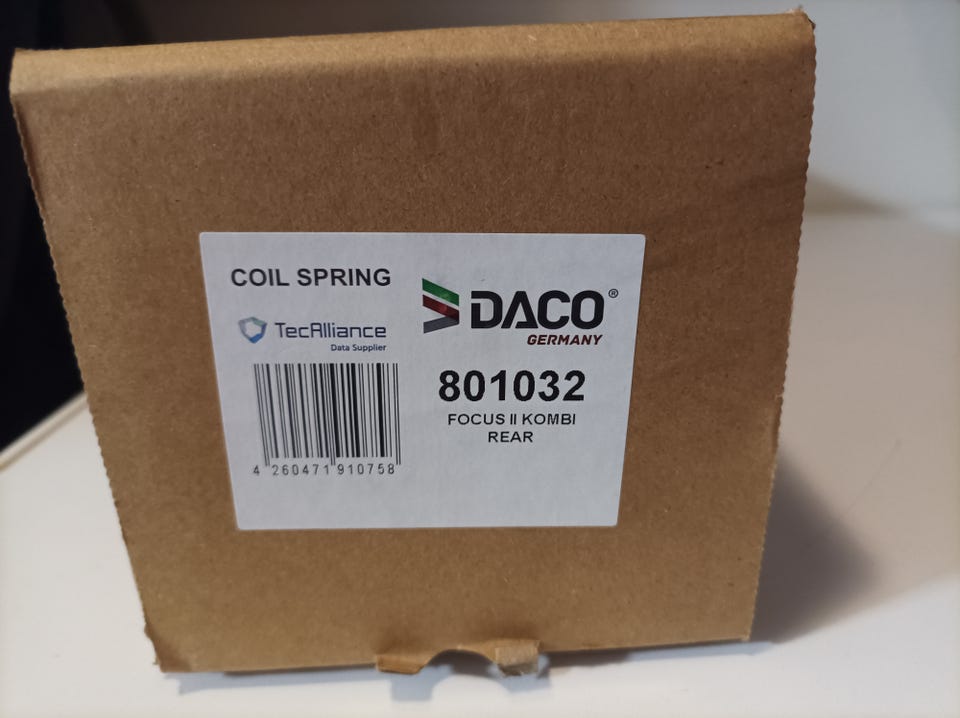 COIL SPRING
TecAlliance
Data Supplier
4 260471 910758
DACO®
GERMANY
801032
FOCUS II KOMBI
REAR